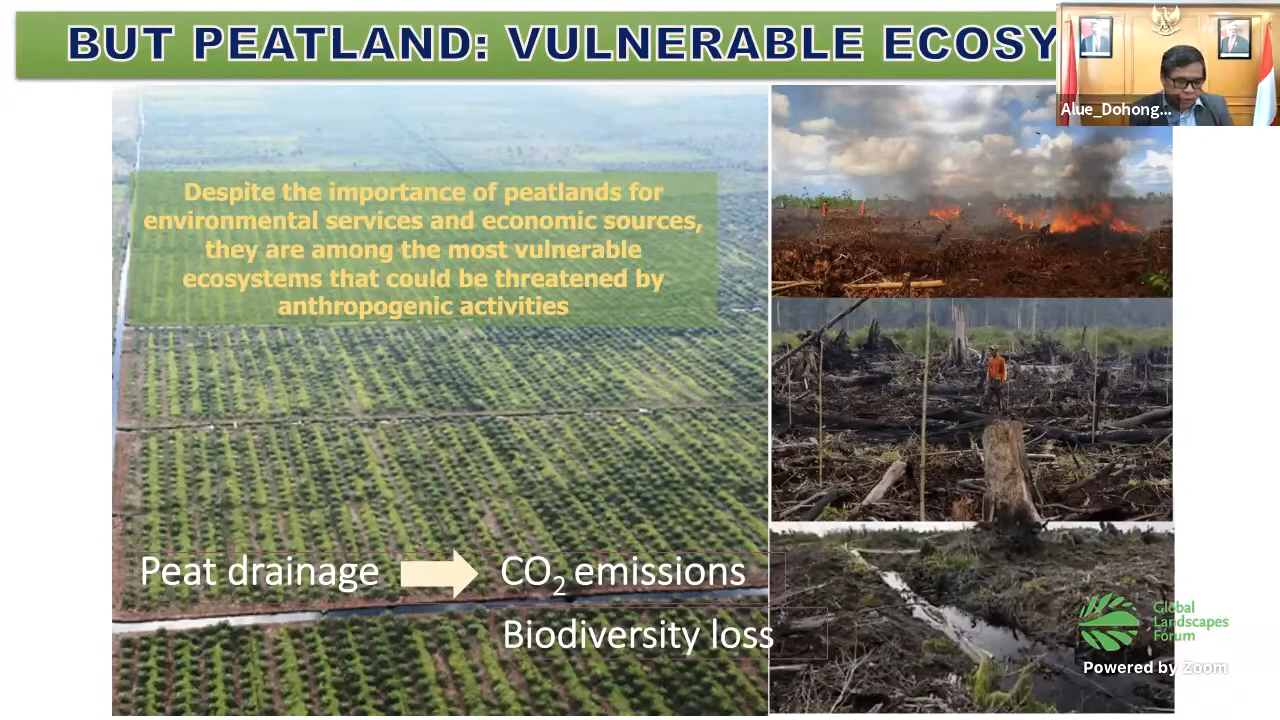 BUT PEATLAND: VULNERABLE ECOSY
Alue_Dohong...
Despite the importance of peatlands for
environmental services and economic sources,
they are among the most vulnerable
ecosystems that could be threatened by
anthropogenic activities
Peat drainage
CO2 emissions
Biodiversity loss
Global
Landscapes
Forum
Powered by Zoom